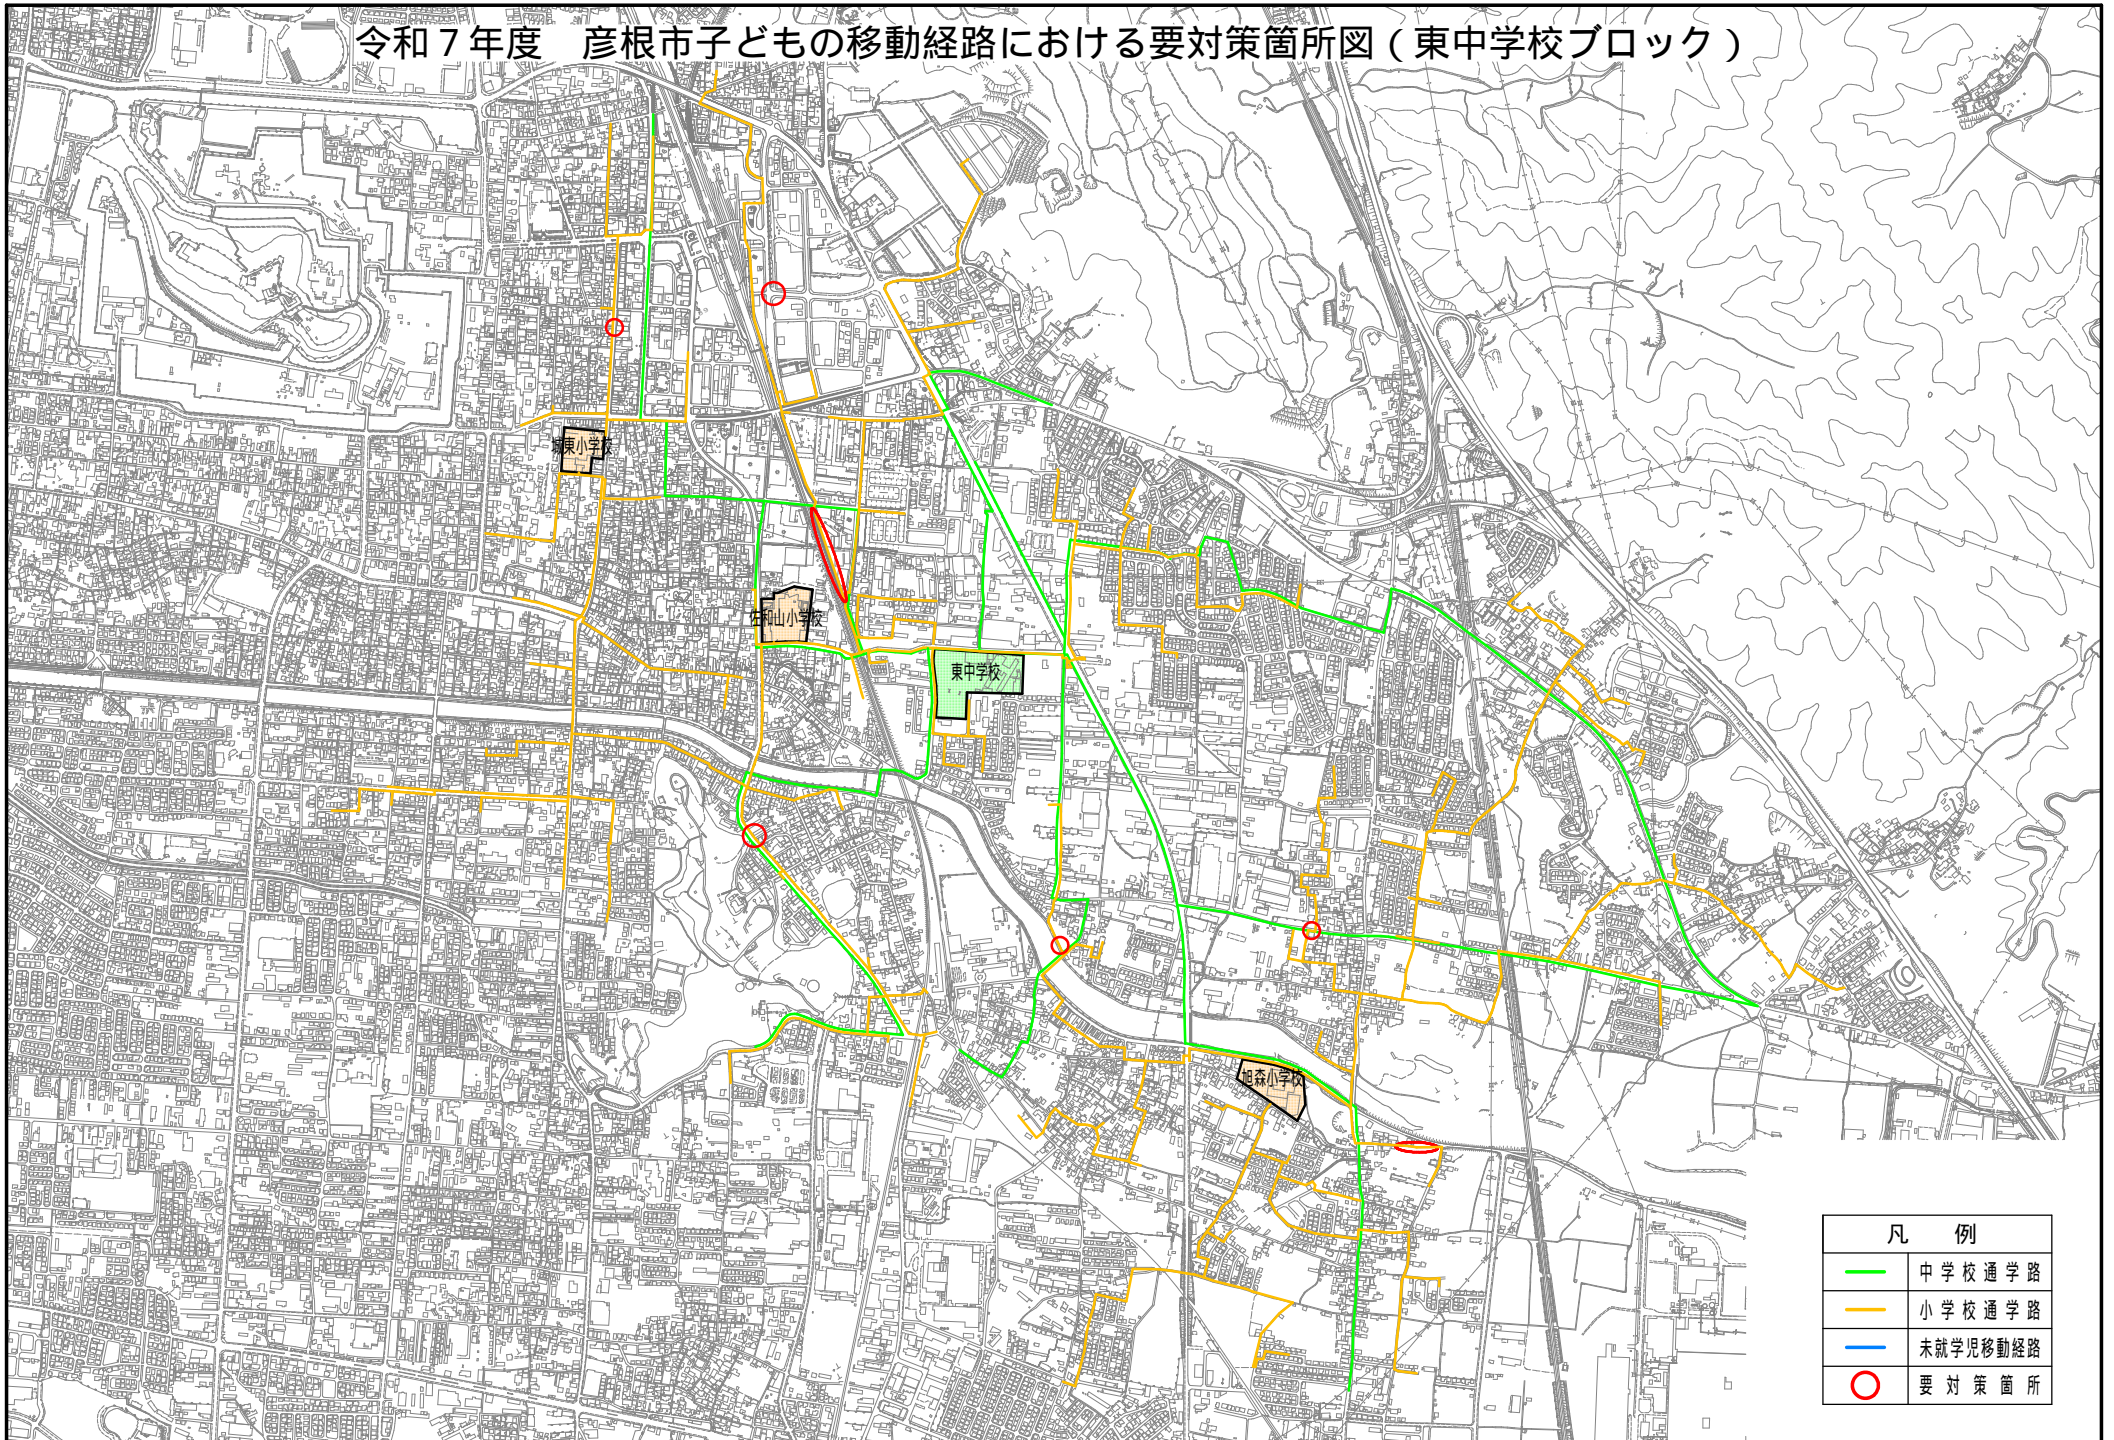 令和７年度　彦根市子どもの移動経路における要対策箇所図（東中学校ブロック）
城東小学校
佐和山小学校
東中学校
旭森小学校
凡　例
中学校通学路
小学校通学路
未就学児移動経路
要対策箇所